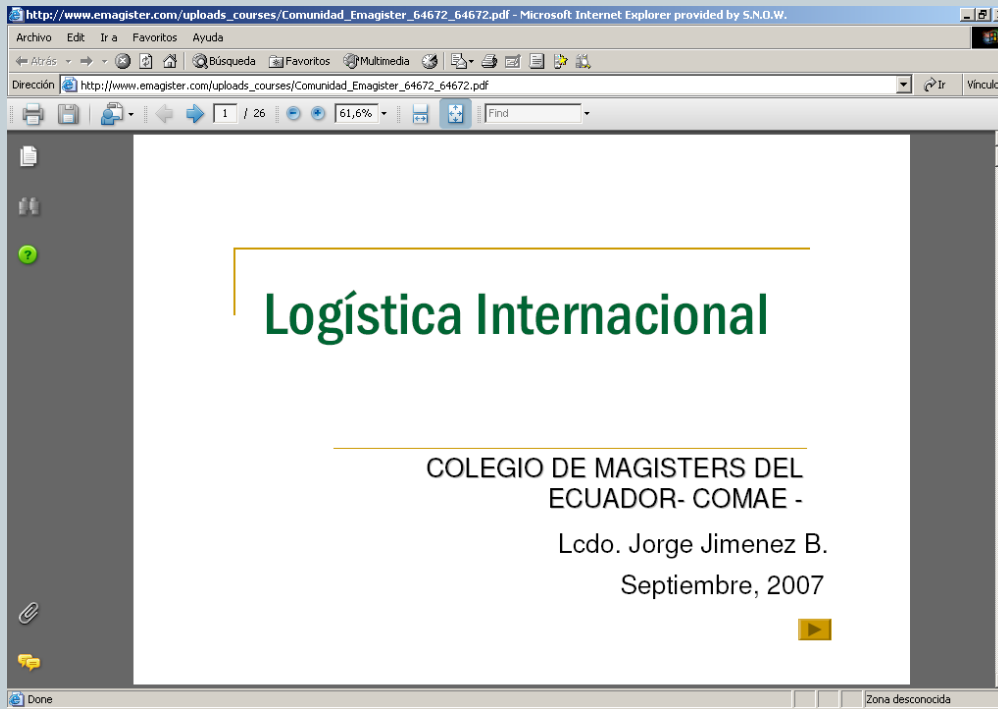 http://www.emagister.com/uploads_courses/Comunidad_Emagister_64672_64672.pdf - Microsoft Internet Explorer provided by S.N.O.W.
Archivo Edit Ir a Favoritos Ayuda
Atrás Búsqueda Favoritos Multimedia
Dirección http://www.emagister.com/uploads_courses/Comunidad_Emagister_64672_64672.pdf Ir Vínculo
1 / 26 61,6% Find
Logística Internacional
COLEGIO DE MAGISTERS DEL
ECUADOR- COMAE -
Lcdo. Jorge Jimenez B.
Septiembre, 2007
Done Zona desconocida